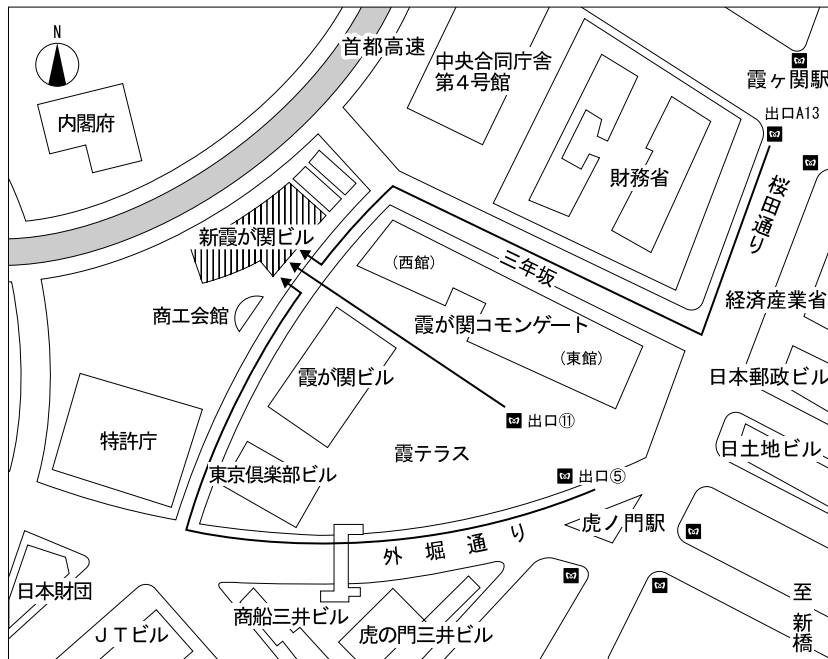 N
首都高速
中央合同庁舎
第4号館
霞ヶ関駅
出口A13
内閣府
財務省
桜田通り
新霞が関ビル
(西館)
三年坂
経済産業省
商工会館
霞が関コモンゲート
(東館)
霞が関ビル
日本郵政ビル
出口⑪
特許庁
東京倶楽部ビル
霞テラス
日土地ビル
出口⑤
虎ノ門駅
外堀通り
日本財団
JTビル
商船三井ビル
虎の門三井ビル
至新橋